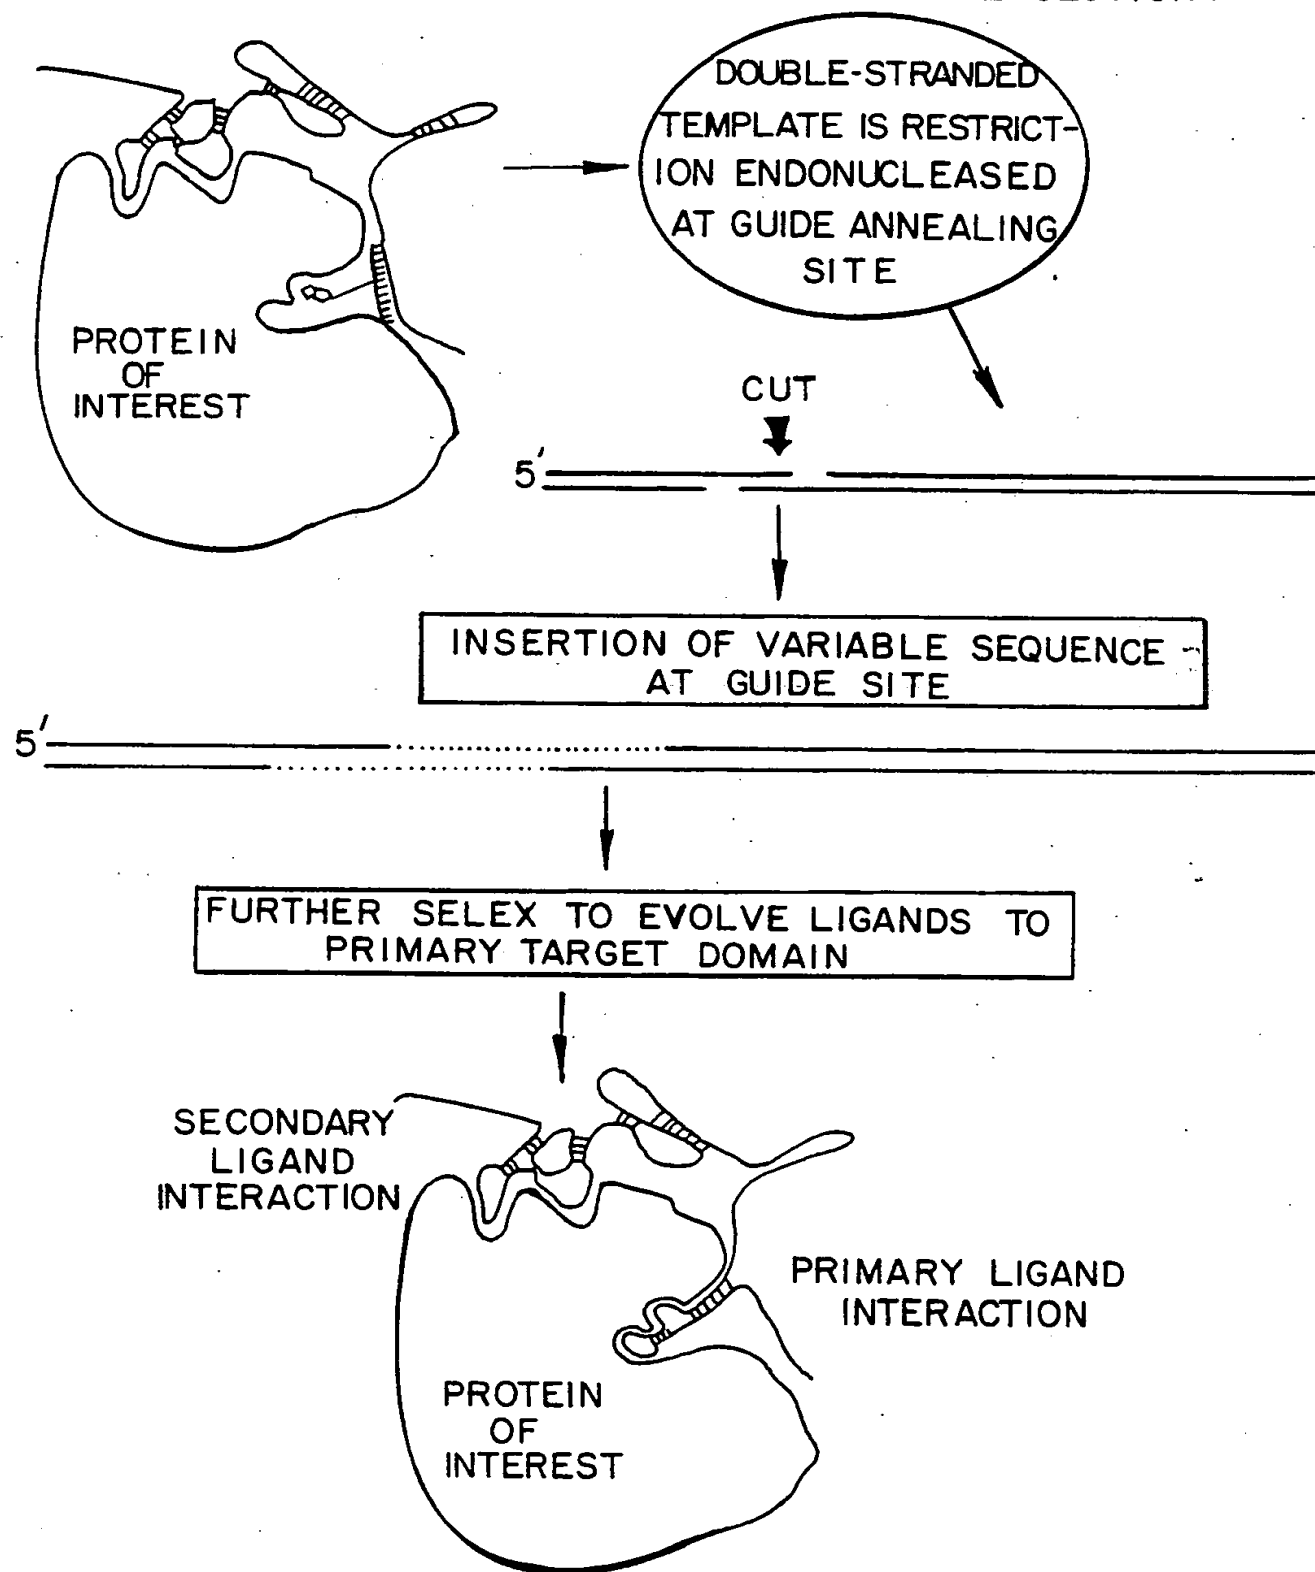 DOUBLE-STRANDED
TEMPLATE IS RESTRICT-
ION ENDONUCLEASED
AT GUIDE ANNEALING
SITE
PROTEIN
OF
INTEREST
CUT
5'
INSERTION OF VARIABLE SEQUENCE
AT GUIDE SITE
5'
FURTHER SELEX TO EVOLVE LIGANDS TO
PRIMARY TARGET DOMAIN
SECONDARY
LIGAND
INTERACTION
PRIMARY LIGAND
INTERACTION
PROTEIN
OF
INTEREST